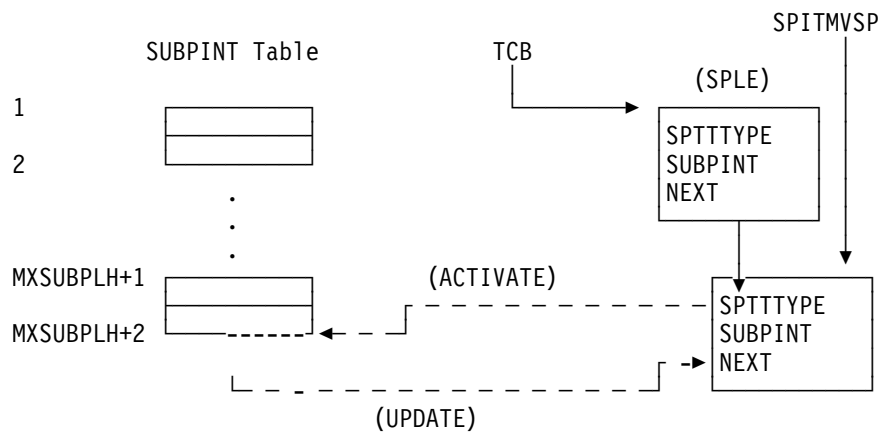 SPITMVSP
SUBPINT Table
TCB
(SPLE)
1
SPTTTYPE
2
SUBPINT
NEXT
MXSUBPLH+1
(ACTIVATE)
SPTTTYPE
MXSUBPLH+2
SUBPINT
NEXT
(UPDATE)